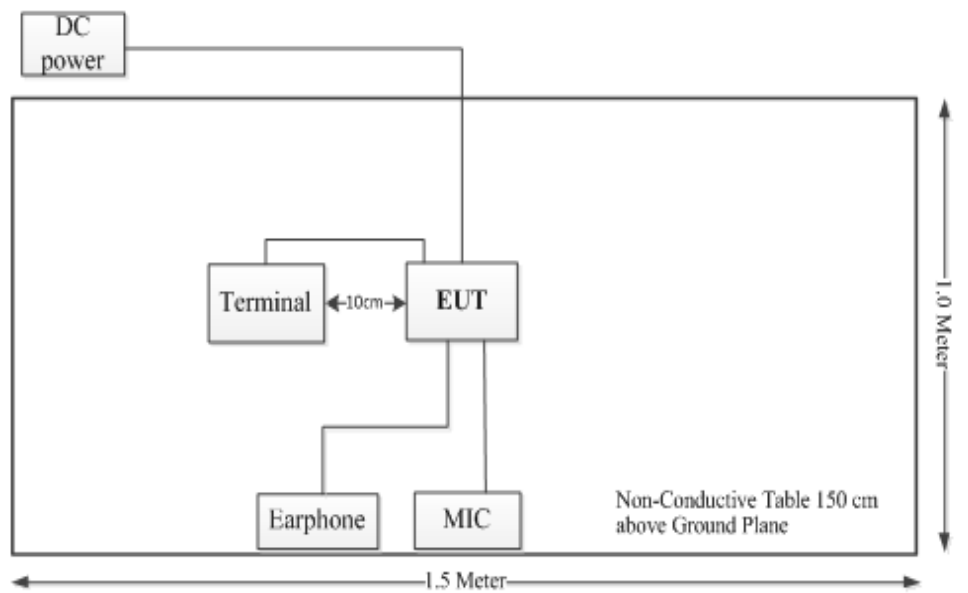 DC
power
Terminal
10cm
EUT
1.0 Meter
Earphone
MIC
Non-Conductive Table 150 cm
above Ground Plane
1.5 Meter